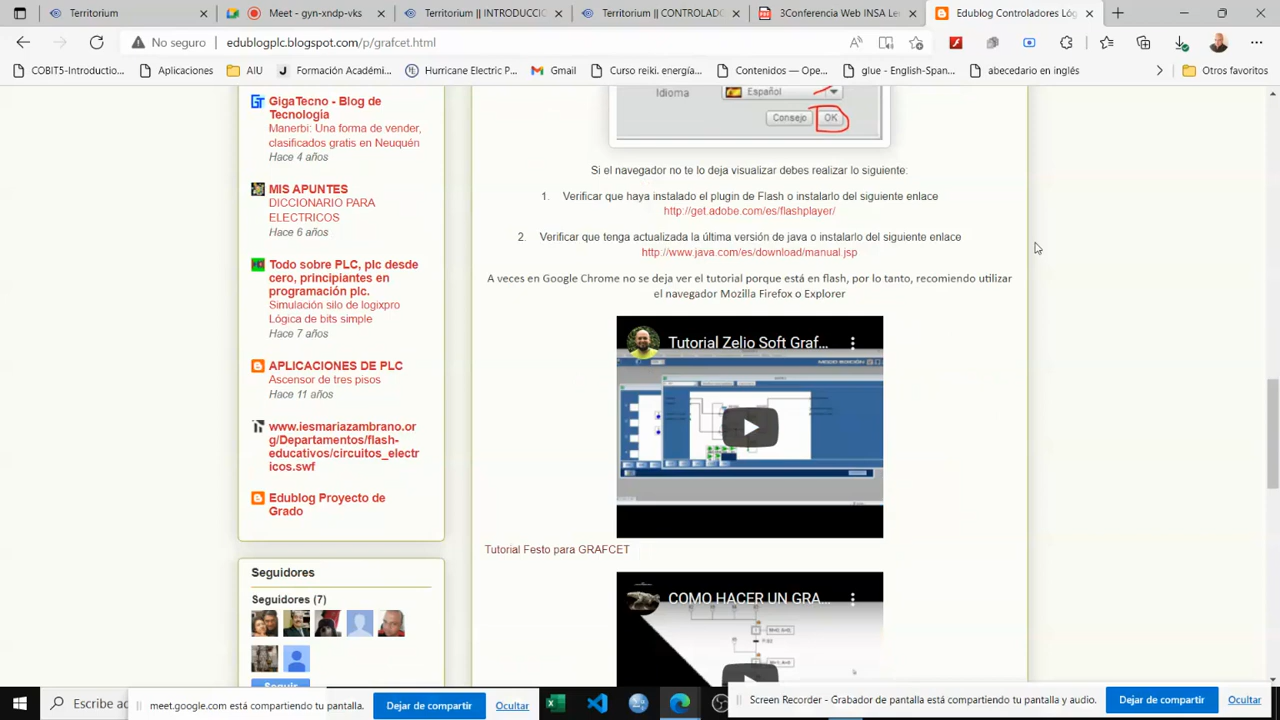 Territorium
Meet - gyn-xndp-vks
Territorium || INTRODUCCIÓN
Territorium || CONTROLADO
3Conferencia Web INSA Le
Edublog Controladores Lóg
No seguro edublogplc.blogspot.com/p/grafcet.html
COBIT5-Introductio...
Aplicaciones
AIU
Formación Académi...
Hurricane Electric P...
Gmail
Curso reiki. energía...
Contenidos — Ope...
glue - English-Span...
abecedario en inglés
Otros favoritos
GigaTecno - Blog de
Tecnología
Manerbi: Una forma de vender,
clasificados gratis en Neuquén
Hace 4 años
MIS APUNTES
DICCIONARIO PARA
ELECTRICOS
Hace 6 años
Todo sobre PLC, plc desde
cero, principiantes en
programación plc.
Simulación silo de logixpro
Lógica de bits simple
Hace 7 años
APLICACIONES DE PLC
Ascensor de tres pisos
Hace 11 años
www.iesmariazambrano.or
g/Departamentos/flash-
educativos/circuitos_electr
icos.swf
Edublog Proyecto de
Grado
Seguidores
Seguidores (7)
Seguir
Idioma Español
Consejo OK
Si el navegador no te lo deja visualizar debes realizar lo siguiente:
1. Verificar que haya instalado el plugin de Flash o instalarlo del siguiente enlace
http://get.adobe.com/es/flashplayer/
2. Verificar que tenga actualizada la última versión de java o instalarlo del siguiente enlace
http://www.java.com/es/download/manual.jsp
A veces en Google Chrome no se deja ver el tutorial porque está en flash, por lo tanto, recomiendo utilizar
el navegador Mozilla Firefox o Explorer
Tutorial Zelio Soft Graf...
Tutorial Festo para GRAFCET
COMO HACER UN GRA...
Escribe ac
meet.google.com está compartiendo tu pantalla.
Dejar de compartir
Ocultar
Screen Recorder - Grabador de pantalla está compartiendo tu pantalla y audio.
Dejar de compartir
Ocultar